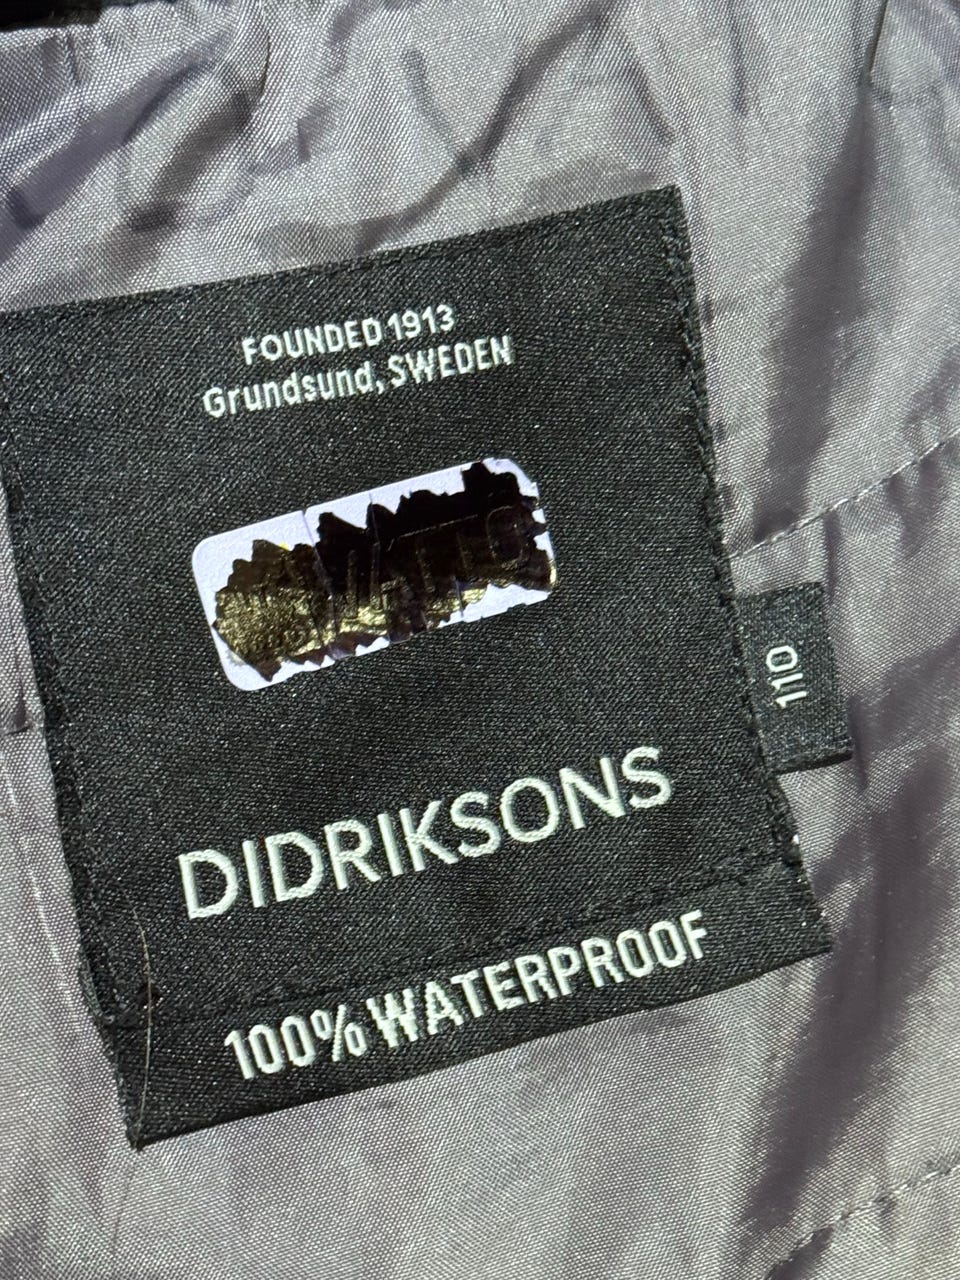 FOUNDED 1913
Grundsund, SWEDEN
DIDRIKSONS
100% WATERPROOF
110